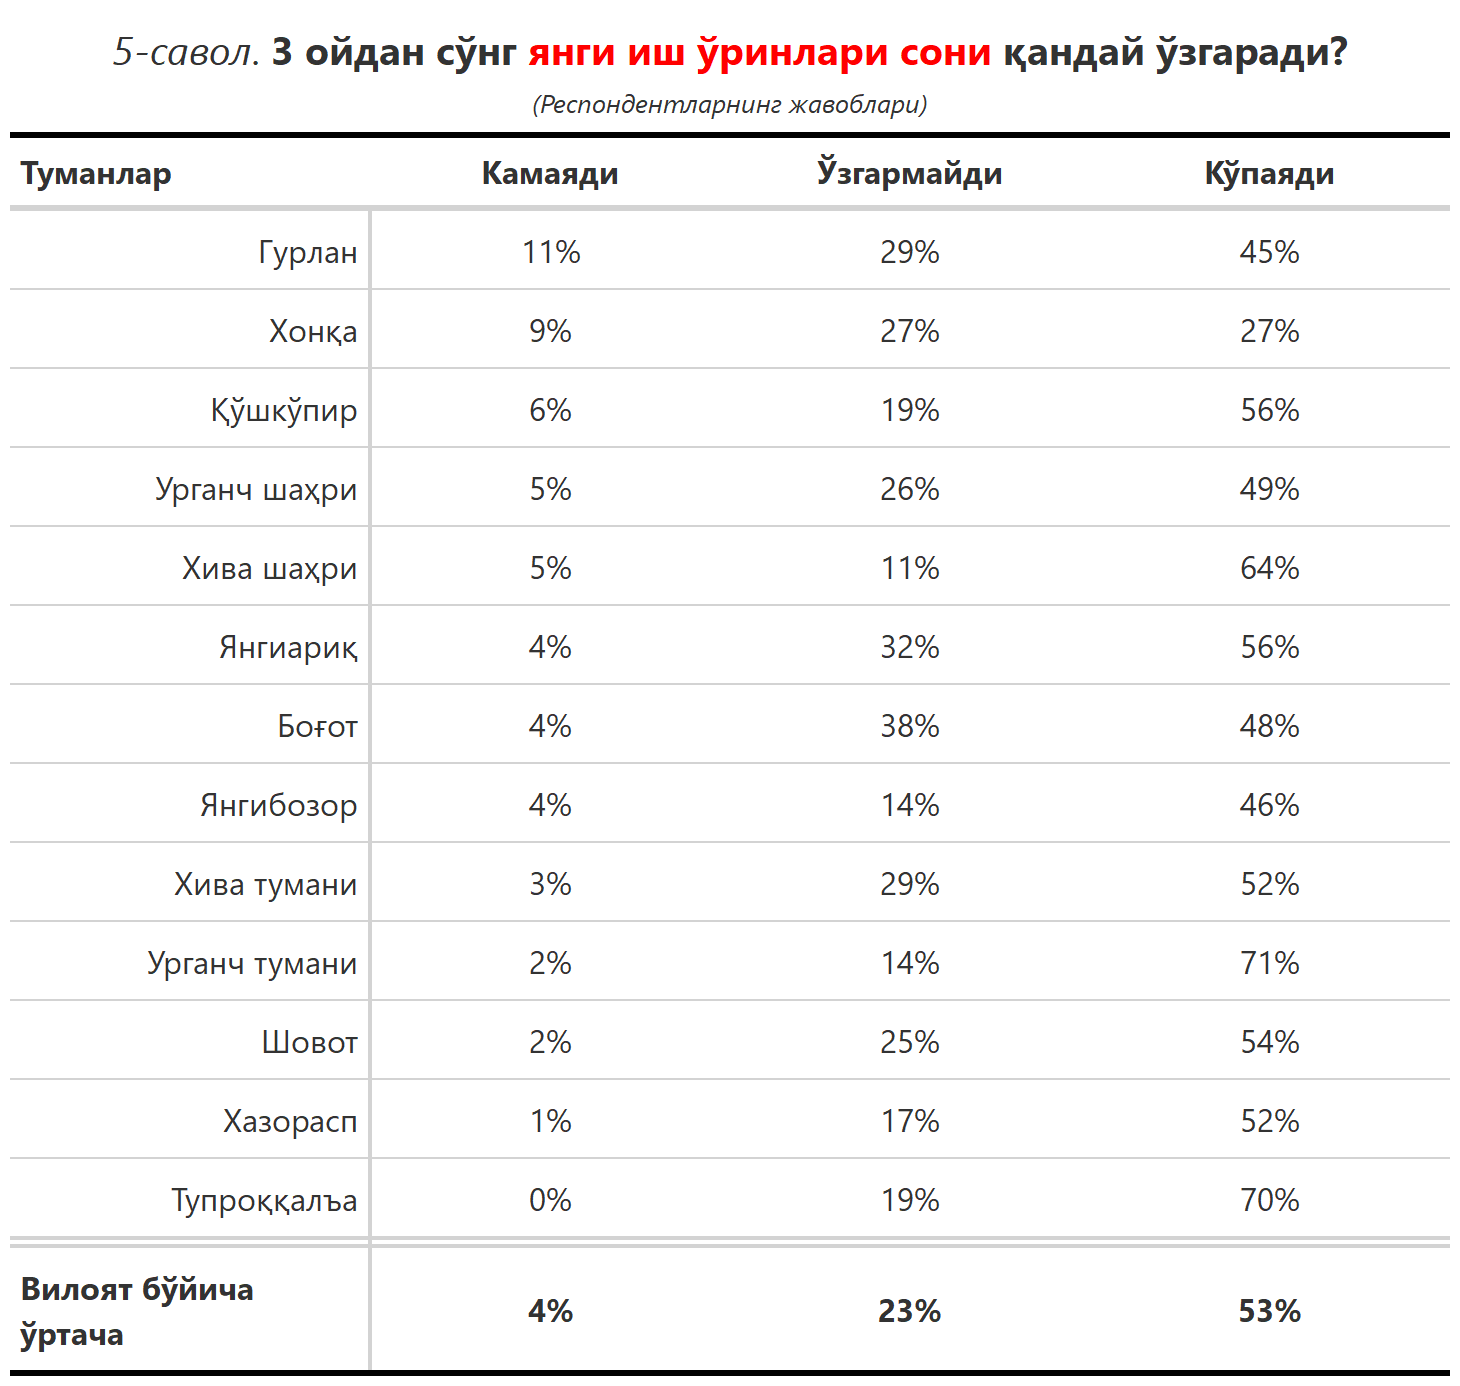 5-савол. 3 ойдан сўнг янги иш ўринлари сони қандай ўзгаради?
(Респондентларнинг жавоблари)
Туманлар Камаяди Ўзгармайди Кўпаяди
Гурлан 11% 29% 45%
Хонқа 9% 27% 27%
Қўшкўпир 6% 19% 56%
Урганч шаҳри 5% 26% 49%
Хива шаҳри 5% 11% 64%
Янгиариқ 4% 32% 56%
Боғот 4% 38% 48%
Янгибозор 4% 14% 46%
Хива тумани 3% 29% 52%
Урганч тумани 2% 14% 71%
Шовот 2% 25% 54%
Хазорасп 1% 17% 52%
Тупроққалъа 0% 19% 70%
Вилоят бўйича
ўртача 4% 23% 53%